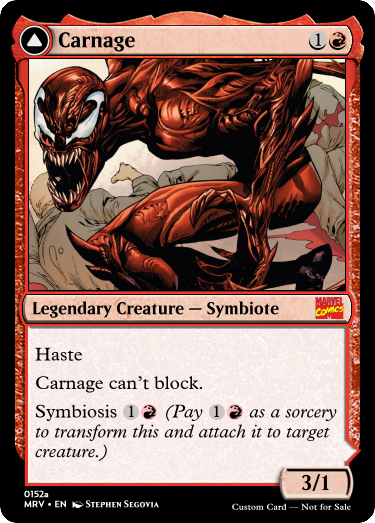 Carnage 1
Legendary Creature — Symbiote
MARVEL
COMICS
Haste
Carnage can't block.
Symbiosis 1 (Pay 1 as a sorcery
to transform this and attach it to target
creature.)
3/1
0152a
MRV • EN Stephen Segovia
Custom Card — Not for Sale